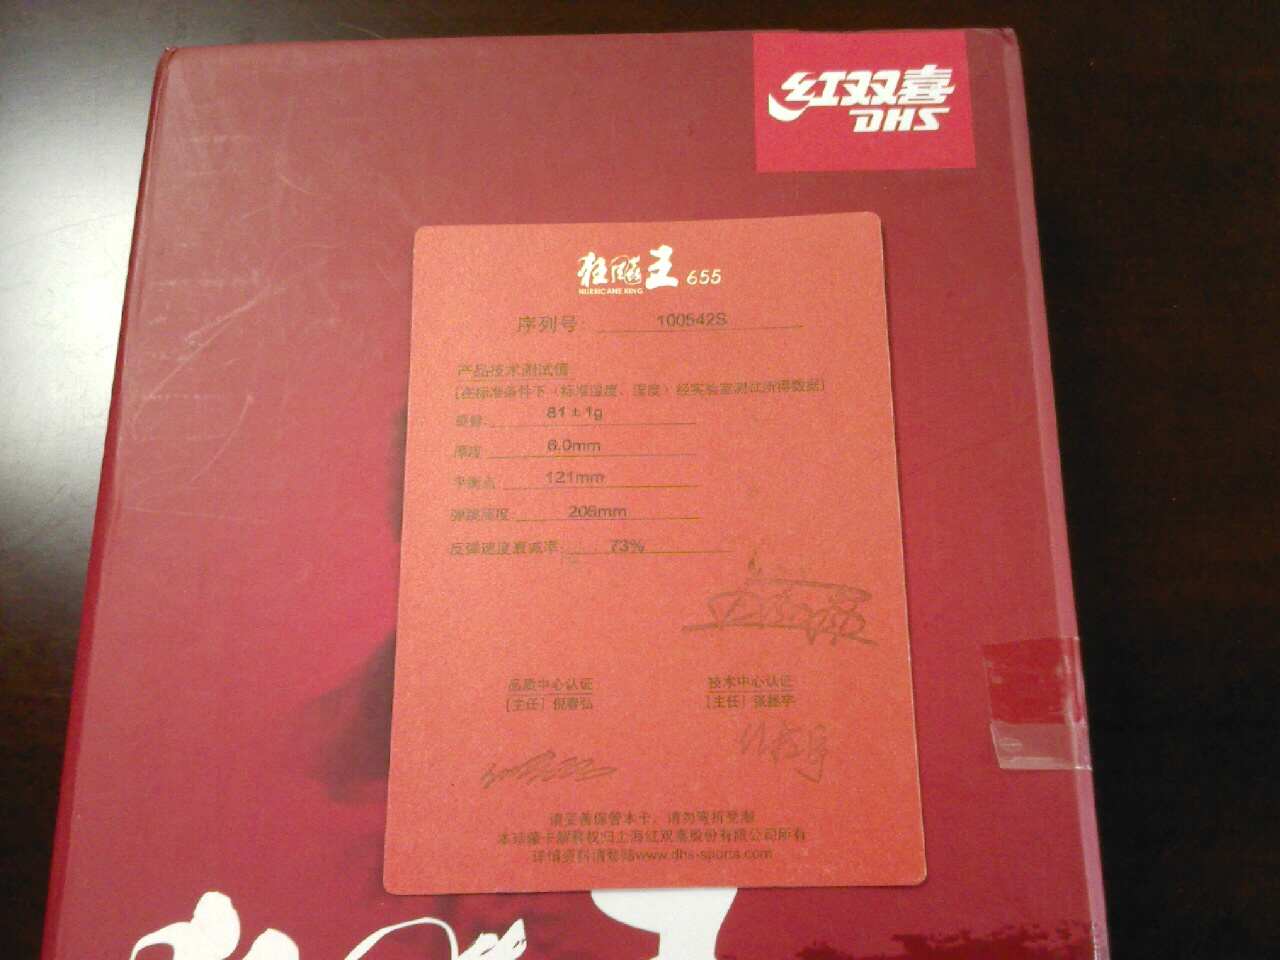 红双喜
DHS
狂飚王 655
HURRICANE KING
序列号: 100542S
产品技术测试值
[在标准条件下（标准温度、湿度）经实验室测试所得数据]
重量: 81±1g
厚度: 6.0mm
平衡点: 121mm
弹跳高度: 206mm
反弹速度衰减率: 73%
品质中心认证 技术中心认证
[主任] 倪春弘 [主任]
请妥善保管本卡，请勿弯折受潮
本珍藏卡解释权归上海红双喜股份有限公司所有
详情资料请登陆www.dhs-sports.com